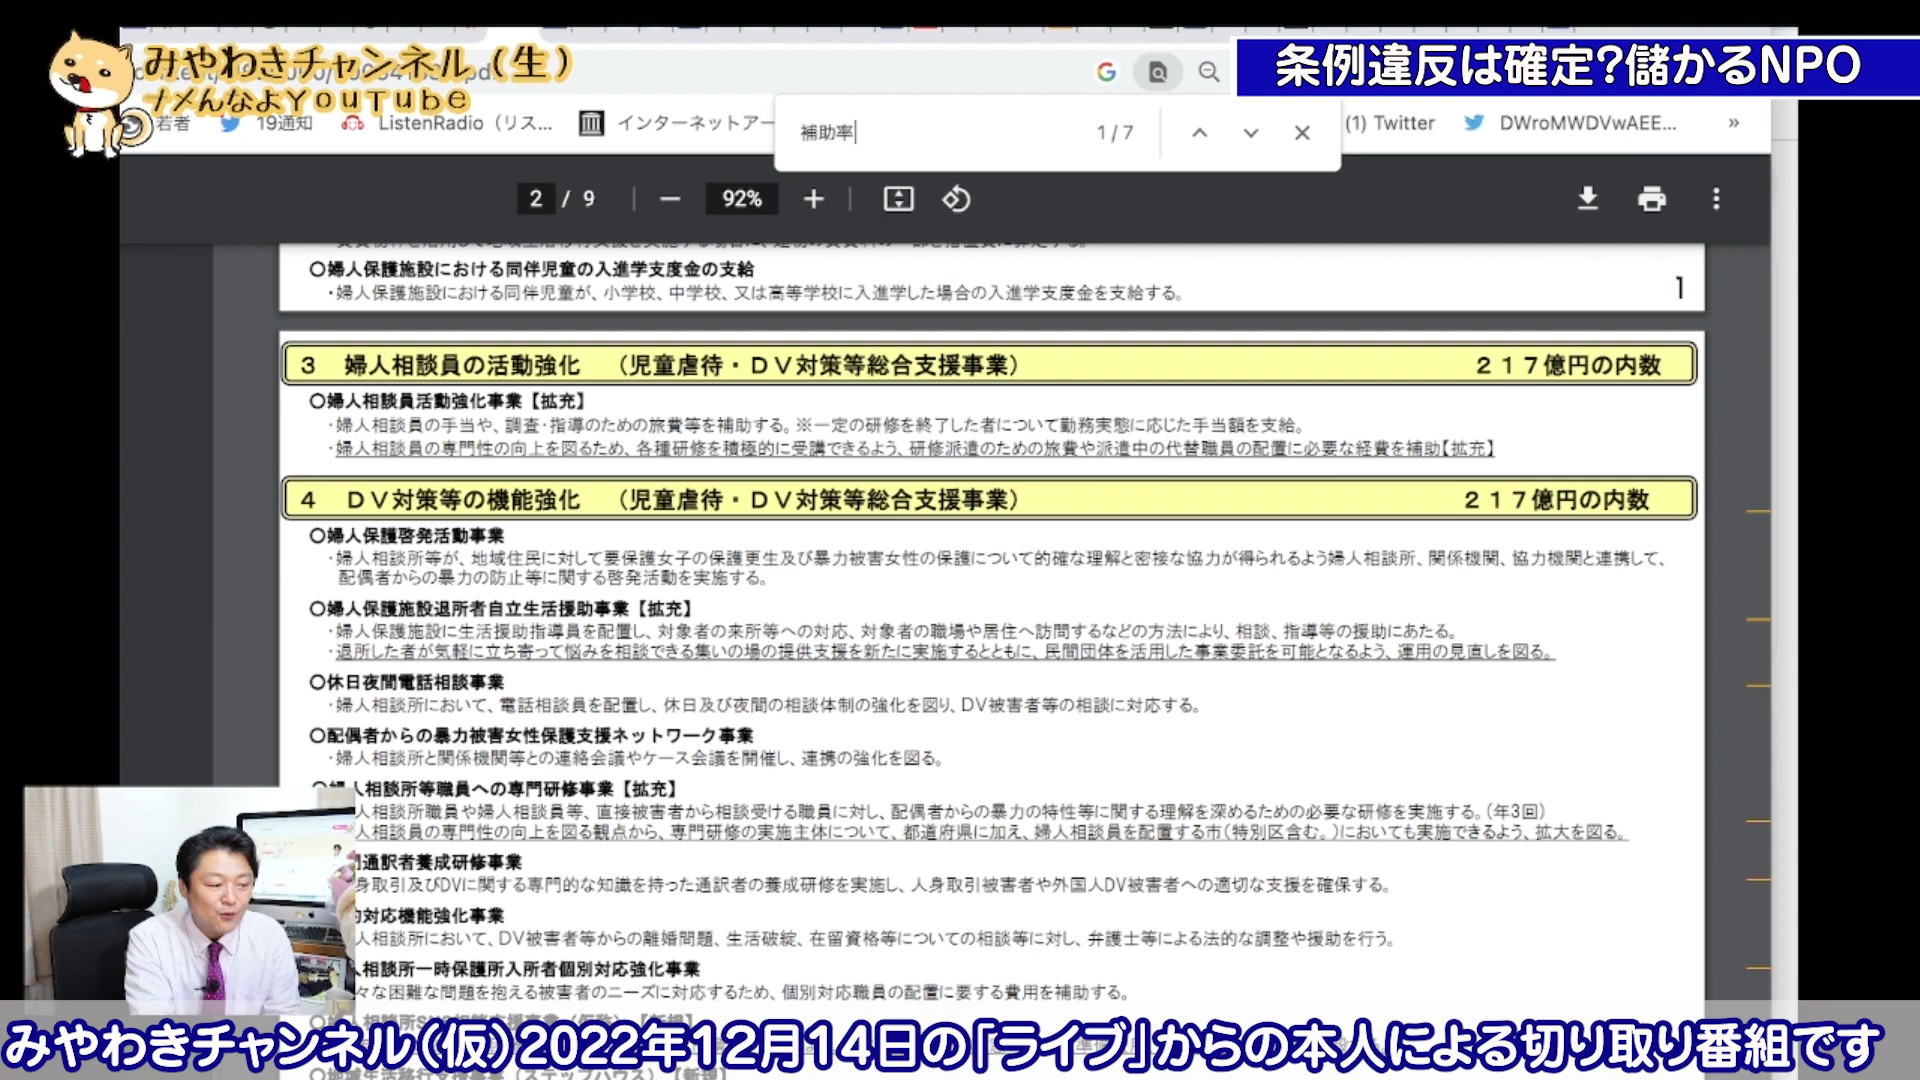 みやわきチャンネル（生）
ナメんなよYouTube
条例違反は確定?儲かるNPO
若者
19通知
ListenRadio（リス...
インターネットアー
補助率
1 / 7
(1) Twitter
DWroMWDVwAEE...
»
2 / 9
92%
〇婦人保護施設における同伴児童の入進学支度金の支給
・婦人保護施設における同伴児童が、小学校、中学校、又は高等学校に入進学した場合の入進学支度金を支給する。
1
3 婦人相談員の活動強化 （児童虐待・ＤＶ対策等総合支援事業） ２１７億円の内数
〇婦人相談員活動強化事業【拡充】
・婦人相談員の手当や、調査・指導のための旅費等を補助する。※一定の研修を終了した者について勤務実態に応じた手当額を支給。
・婦人相談員の専門性の向上を図るため、各種研修を積極的に受講できるよう、研修派遣のための旅費や派遣中の代替職員の配置に必要な経費を補助【拡充】
4 ＤＶ対策等の機能強化 （児童虐待・ＤＶ対策等総合支援事業） ２１７億円の内数
〇婦人保護啓発活動事業
・婦人相談所等が、地域住民に対して要保護女子の保護更生及び暴力被害女性の保護について的確な理解と密接な協力が得られるよう婦人相談所、関係機関、協力機関と連携して、
配偶者からの暴力の防止等に関する啓発活動を実施する。
〇婦人保護施設退所者自立生活援助事業【拡充】
・婦人保護施設に生活援助指導員を配置し、対象者の来所等への対応、対象者の職場や居住へ訪問するなどの方法により、相談、指導等の援助にあたる。
・退所した者が気軽に立ち寄って悩みを相談できる集いの場の提供支援を新たに実施するとともに、民間団体を活用した事業委託を可能となるよう、運用の見直しを図る。
〇休日夜間電話相談事業
・婦人相談所において、電話相談員を配置し、休日及び夜間の相談体制の強化を図り、DV被害者等の相談に対応する。
〇配偶者からの暴力被害女性保護支援ネットワーク事業
・婦人相談所と関係機関等との連絡会議やケース会議を開催し、連携の強化を図る。
婦人相談所等職員への専門研修事業【拡充】
人相談所職員や婦人相談員等、直接被害者から相談受ける職員に対し、配偶者からの暴力の特性等に関する理解を深めるための必要な研修を実施する。（年3回）
人相談員の専門性の向上を図る観点から、専門研修の実施主体について、都道府県に加え、婦人相談員を配置する市（特別区含む。）においても実施できるよう、拡大を図る。
通訳者養成研修事業
身取引及びDVに関する専門的な知識を持った通訳者の養成研修を実施し、人身取引被害者や外国人DV被害者への適切な支援を確保する。
的対応機能強化事業
人相談所において、DV被害者等からの離婚問題、生活破綻、在留資格等についての相談等に対し、弁護士等による法的な調整や援助を行う。
人相談所一時保護所入所者個別対応強化事業
々な困難な問題を抱える被害者のニーズに対応するため、個別対応職員の配置に要する費用を補助する。
みやわきチャンネル（仮）2022年12月14日の「ライブ」からの本人による切り取り番組です